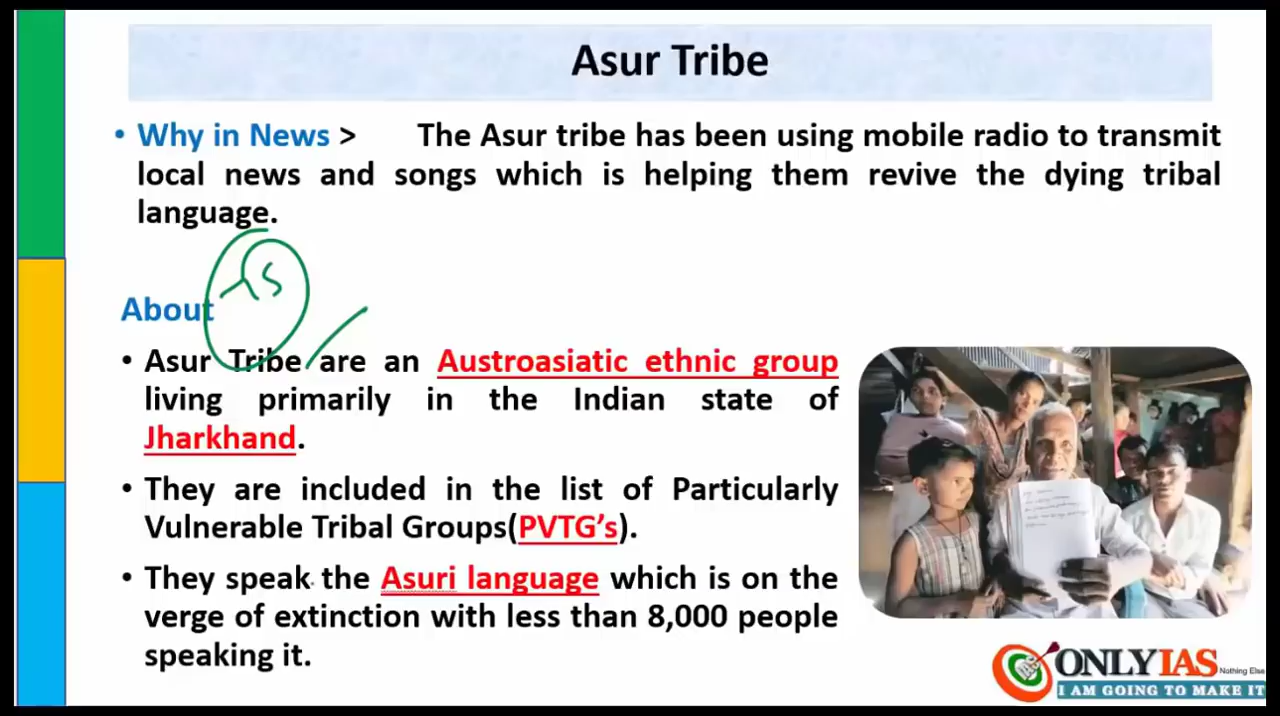 Asur Tribe
• Why in News > The Asur tribe has been using mobile radio to transmit
local news and songs which is helping them revive the dying tribal
language.
About
• Asur Tribe are an Austroasiatic ethnic group
living primarily in the Indian state of
Jharkhand.
• They are included in the list of Particularly
Vulnerable Tribal Groups(PVTG’s).
• They speak the Asuri language which is on the
verge of extinction with less than 8,000 people
speaking it.
ONLYIAS Nothing Else
I AM GOING TO MAKE IT